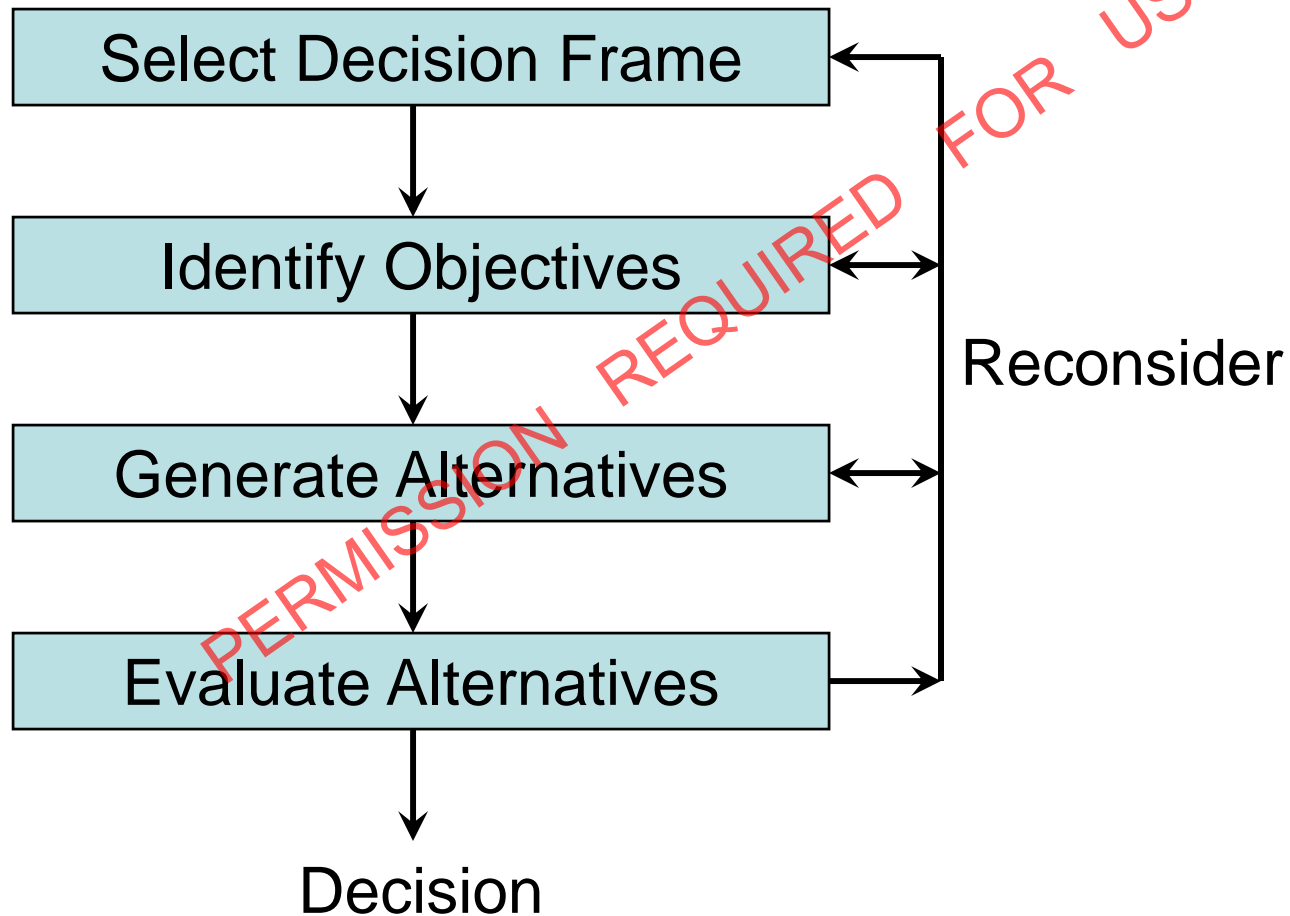 Select Decision Frame
Identify Objectives
Reconsider
Generate Alternatives
Evaluate Alternatives
Decision
PERMISSION REQUIRED FOR